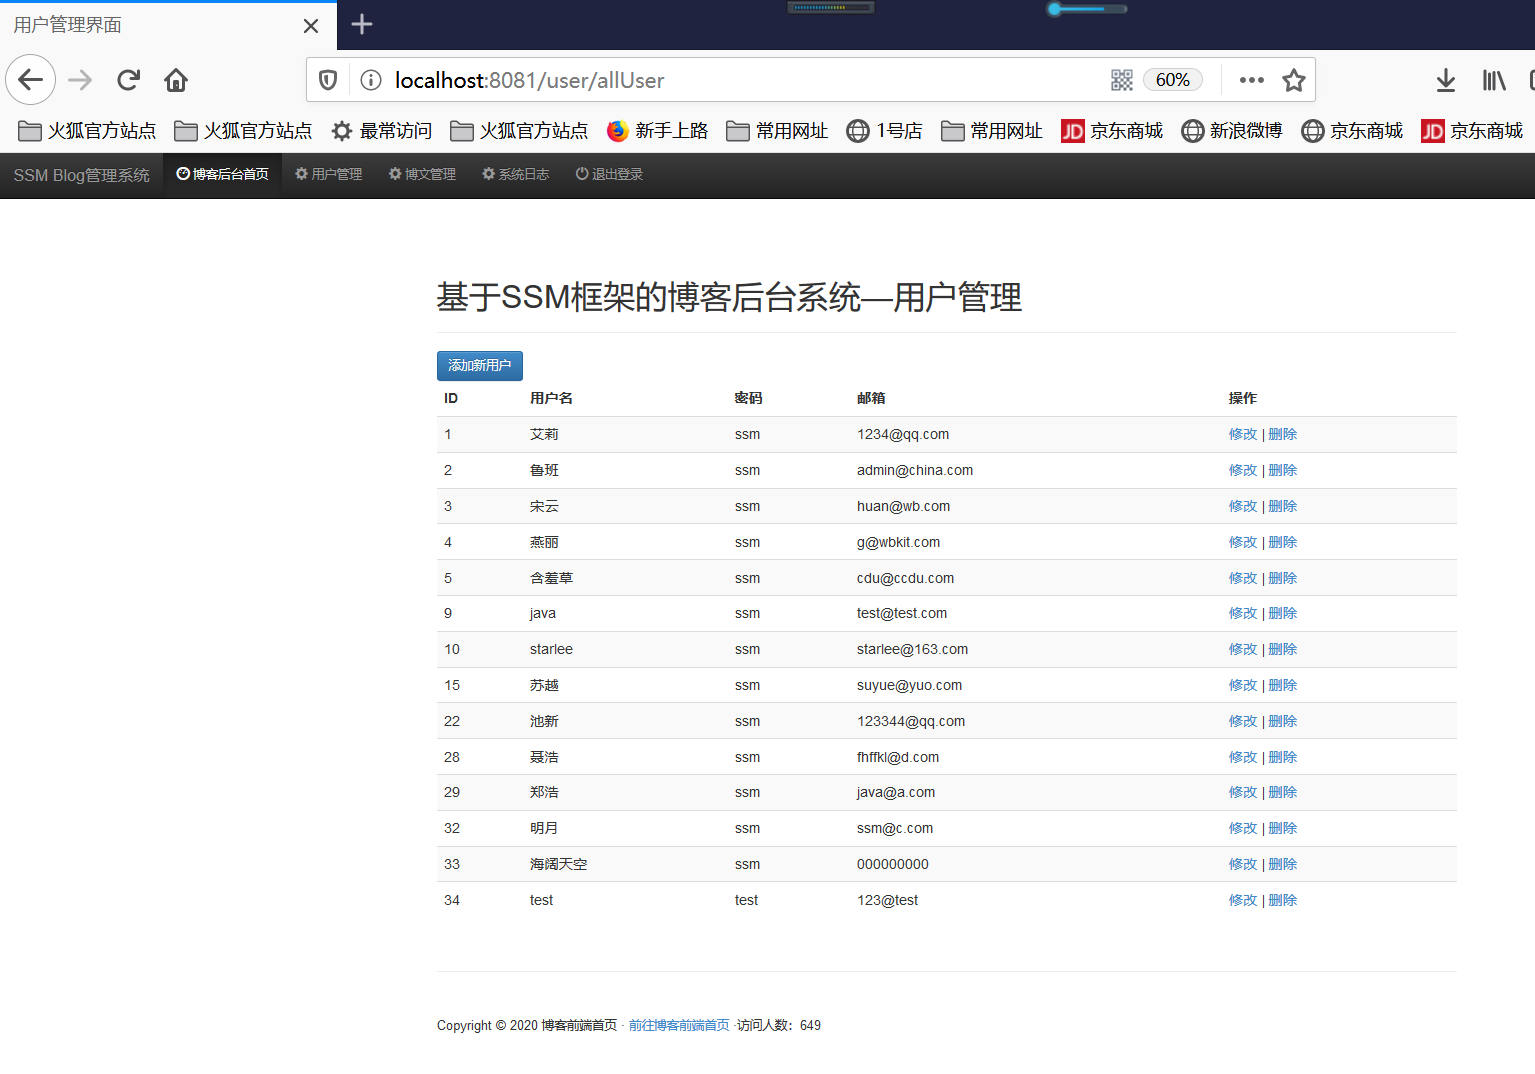 用户管理界面
localhost:8081/user/allUser 60%
火狐官方站点 火狐官方站点 最常访问 火狐官方站点 新手上路 常用网址 1号店 常用网址 JD 京东商城 新浪微博 京东商城 JD 京东商城
SSM Blog管理系统 博客后台首页 用户管理 博文管理 系统日志 退出登录
基于SSM框架的博客后台系统—用户管理
添加新用户
ID 用户名 密码 邮箱 操作
1 艾莉 ssm 1234@qq.com 修改 | 删除
2 鲁班 ssm admin@china.com 修改 | 删除
3 宋云 ssm huan@wb.com 修改 | 删除
4 燕丽 ssm g@wbkit.com 修改 | 删除
5 含羞草 ssm cdu@ccdu.com 修改 | 删除
9 java ssm test@test.com 修改 | 删除
10 starlee ssm starlee@163.com 修改 | 删除
15 苏越 ssm suyue@yuo.com 修改 | 删除
22 池新 ssm 123344@qq.com 修改 | 删除
28 聂浩 ssm fhffkl@d.com 修改 | 删除
29 郑浩 ssm java@a.com 修改 | 删除
32 明月 ssm ssm@c.com 修改 | 删除
33 海阔天空 ssm 000000000 修改 | 删除
34 test test 123@test 修改 | 删除
Copyright © 2020 博客前端首页 · 前往博客前端首页 ·访问人数：649